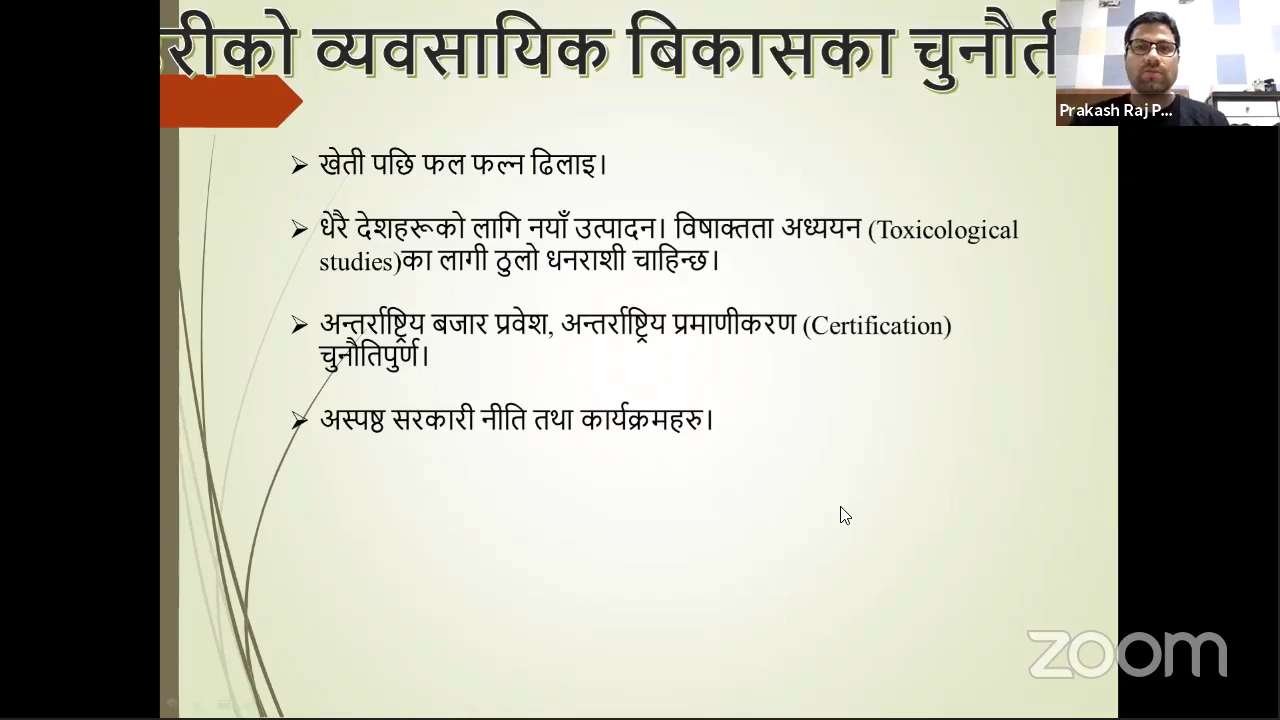 रीको व्यवसायिक बिकासका चुनौती
Prakash Raj P...
➢ खेती पछि फल फल्न ढिलाइ।
➢ धेरै देशहरूको लागि नयाँ उत्पादन। विषाक्तता अध्ययन (Toxicological
studies)का लागी ठुलो धनराशी चाहिन्छ।
➢ अन्तर्राष्ट्रिय बजार प्रवेश, अन्तर्राष्ट्रिय प्रमाणीकरण (Certification)
चुनौतिपुर्ण।
➢ अस्पष्ठ सरकारी नीति तथा कार्यक्रमहरु।
zoom